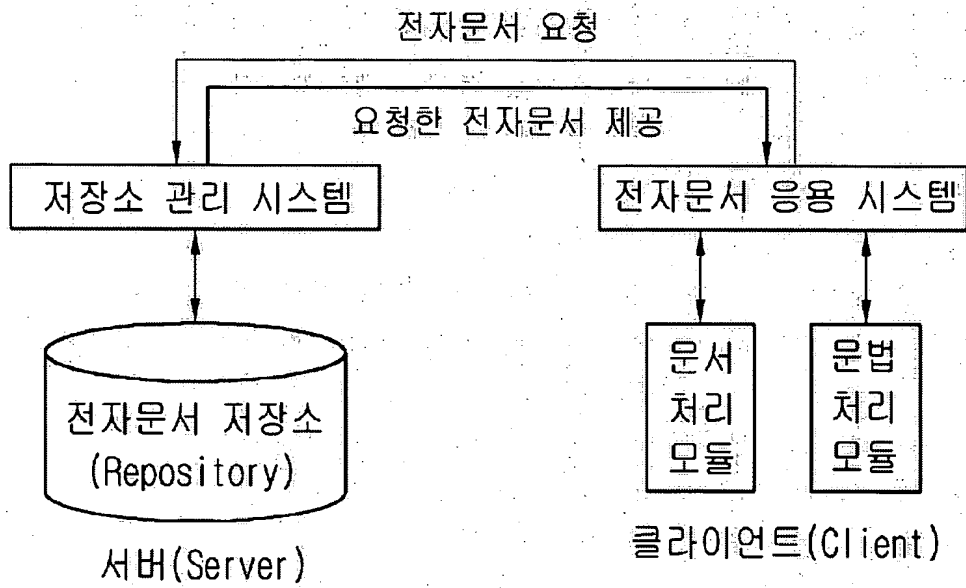 전자문서 요청
요청한 전자문서 제공
저장소 관리 시스템
전자문서 응용 시스템
전자문서 저장소
(Repository)
문서
처리
모듈
문법
처리
모듈
서버(Server)
클라이언트(Client)